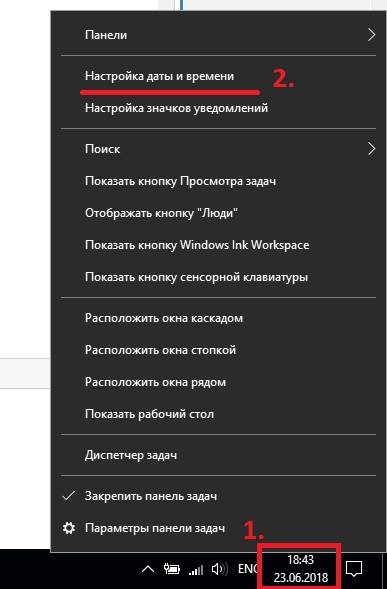 Панели
Настройка даты и времени 2.
Настройка значков уведомлений
Поиск
Показать кнопку Просмотра задач
Отображать кнопку "Люди"
Показать кнопку Windows Ink Workspace
Показать кнопку сенсорной клавиатуры
Расположить окна каскадом
Расположить окна стопкой
Расположить окна рядом
Показать рабочий стол
Диспетчер задач
Закрепить панель задач
Параметры панели задач 1.
18:43
ENG
23.06.2018